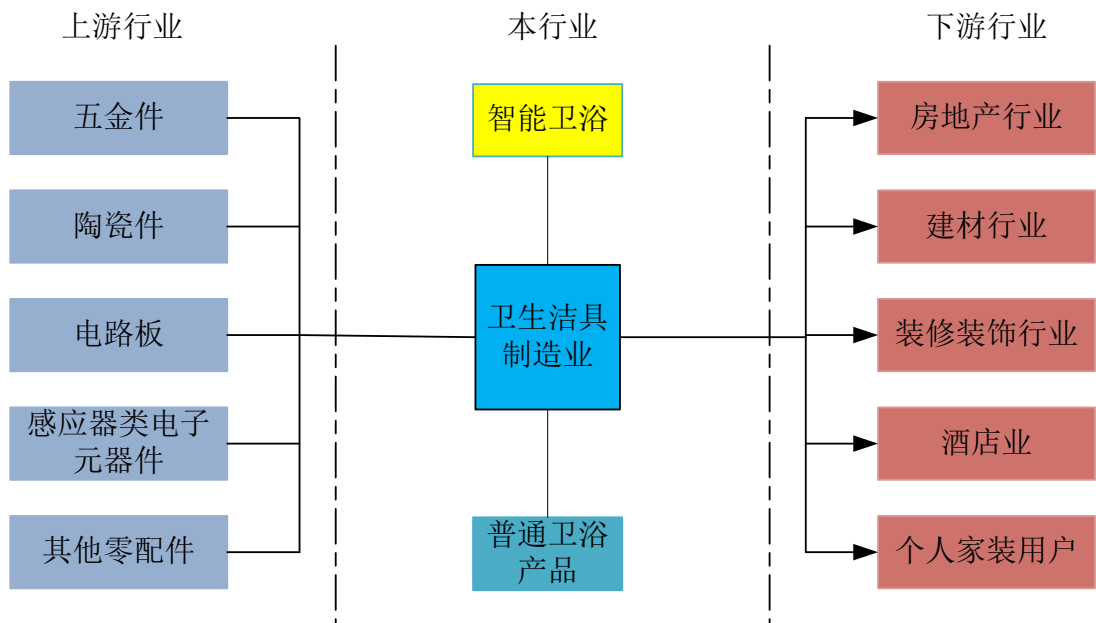 上游行业
本行业
下游行业
五金件
陶瓷件
电路板
感应器类电子
元器件
其他零配件
智能卫浴
卫生洁具
制造业
普通卫浴
产品
房地产行业
建材行业
装修装饰行业
酒店业
个人家装用户